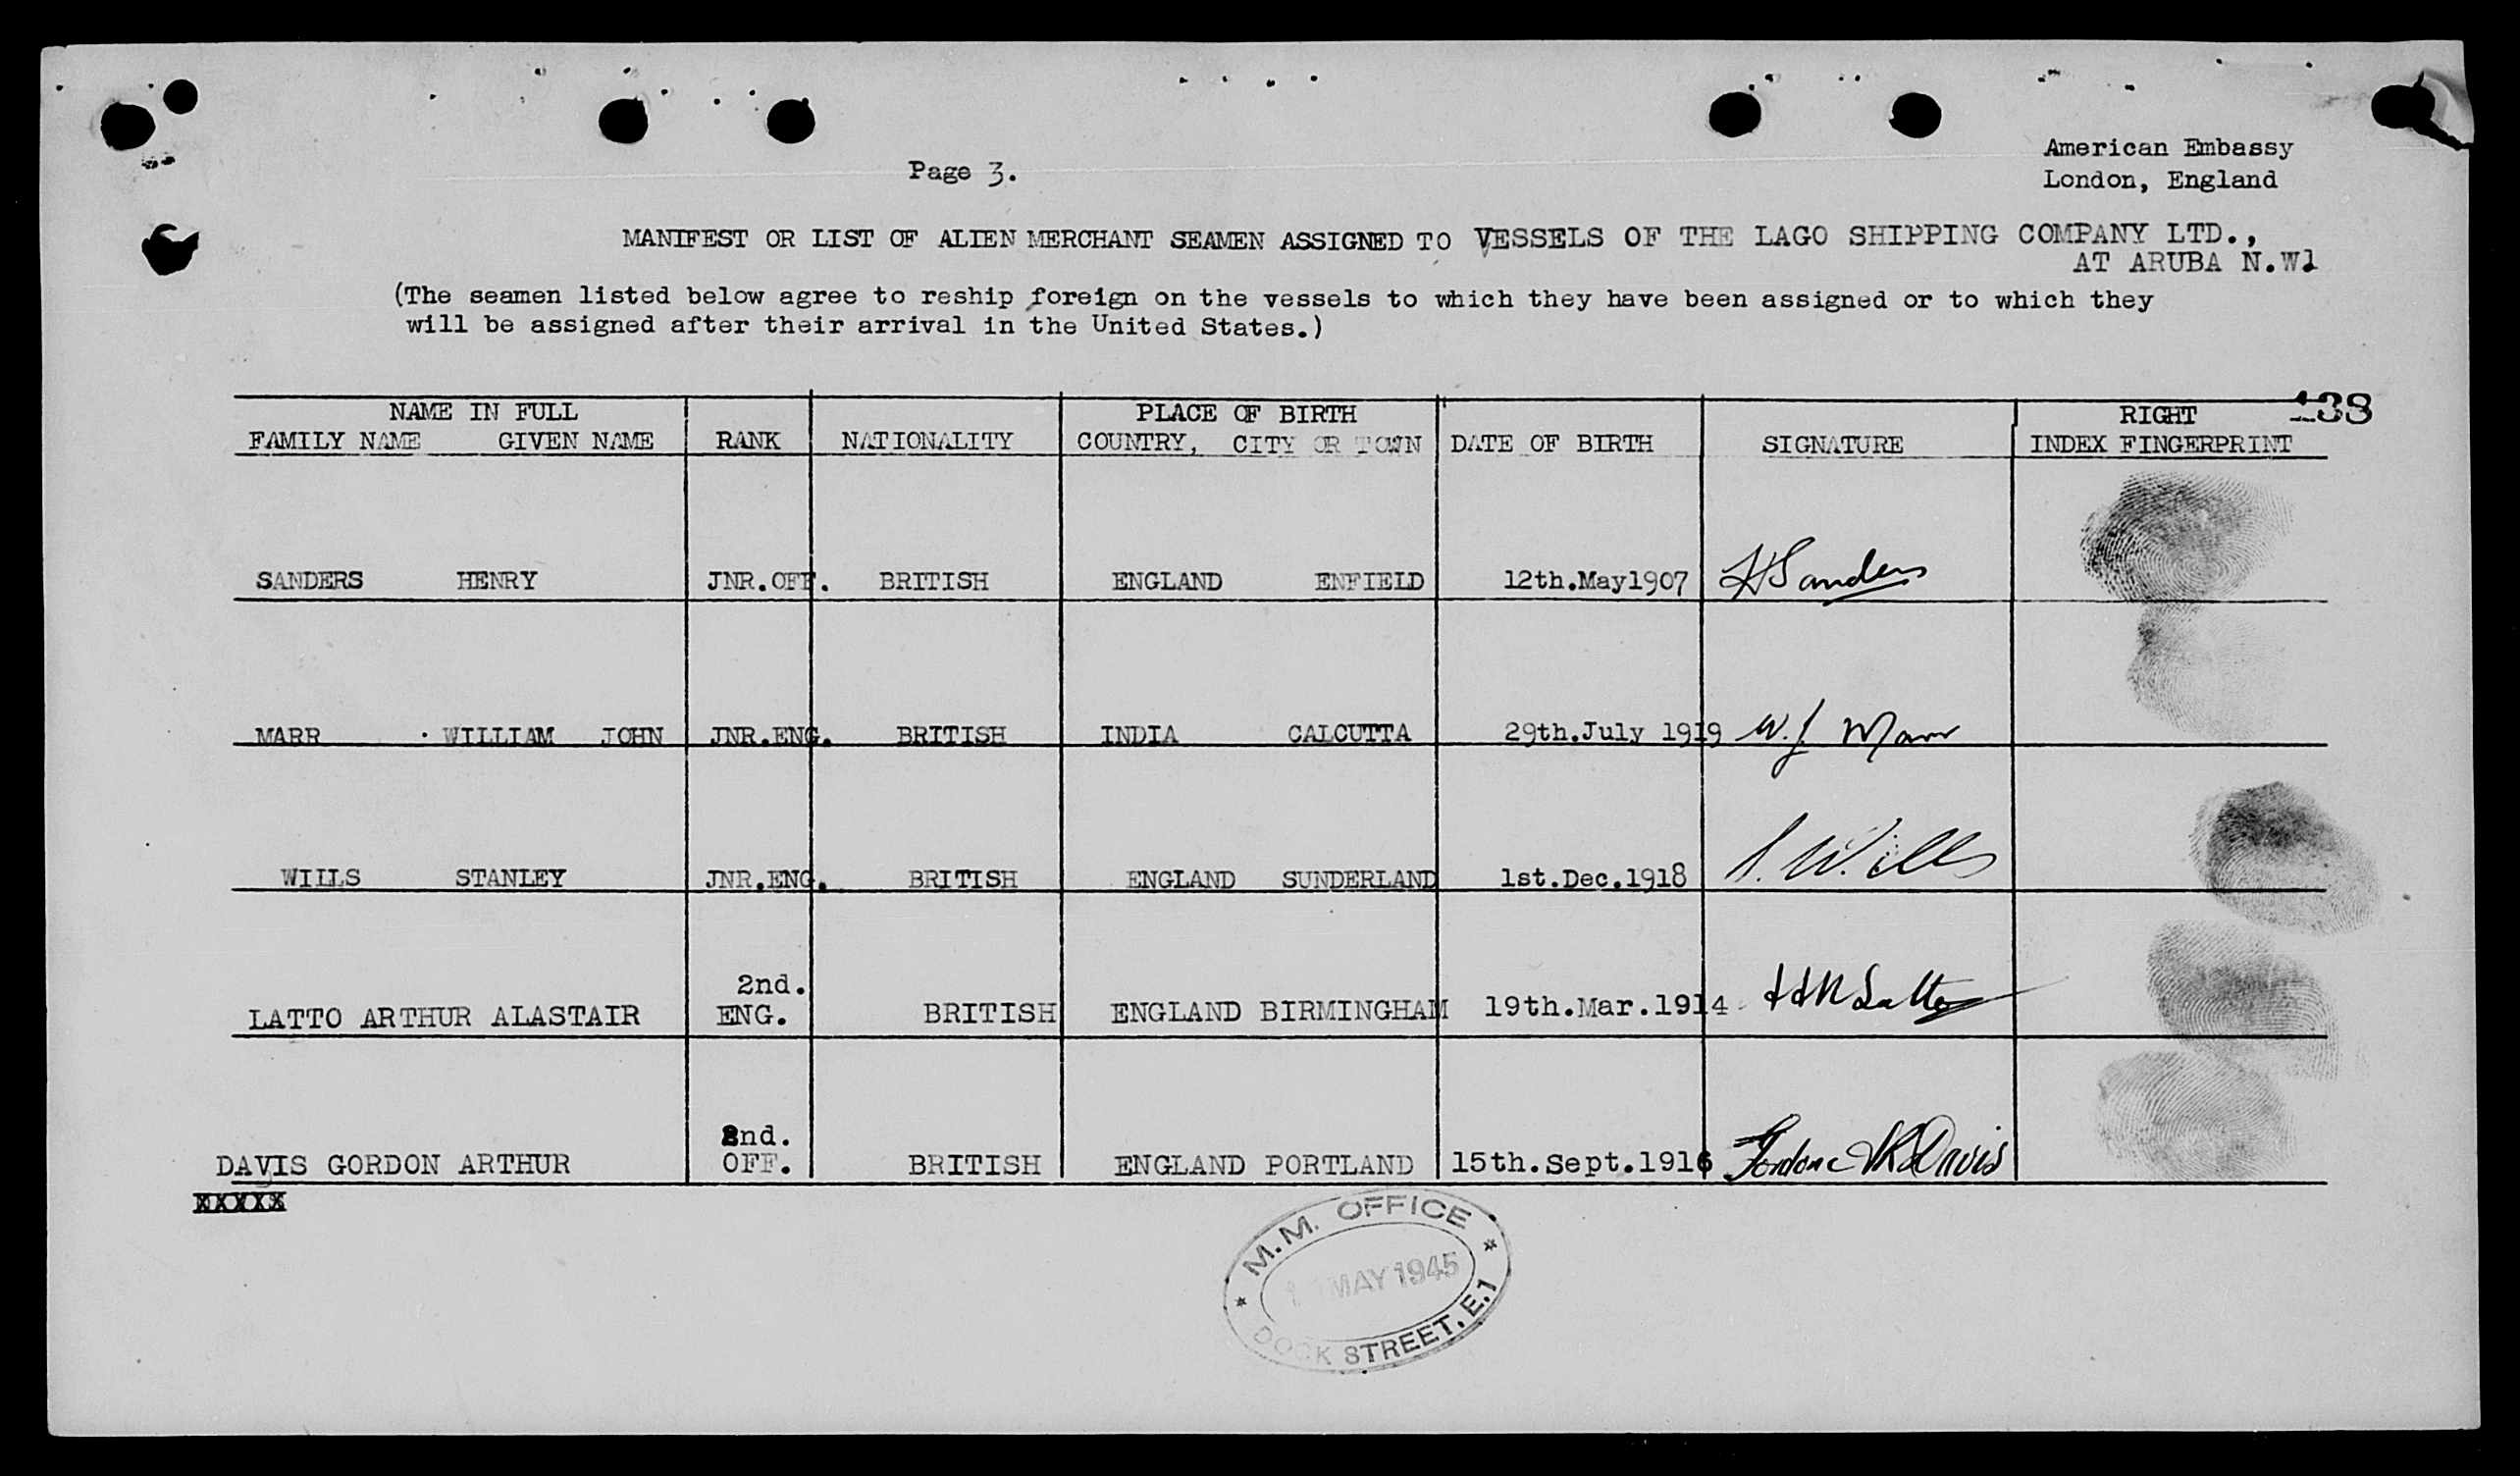 American Embassy
Page 3.
London, England
MANIFEST OR LIST OF ALIEN MERCHANT SEAMEN ASSIGNED TO VESSELS OF THE LAGO SHIPPING COMPANY LTD.,
AT ARUBA N.W1
(The seamen listed below agree to reship foreign on the vessels to which they have been assigned or to which they
will be assigned after their arrival in the United States.)
138
NAME IN FULL PLACE OF BIRTH RIGHT
FAMILY NAME GIVEN NAME RANK NATIONALITY COUNTRY, CITY OR TOWN DATE OF BIRTH SIGNATURE INDEX FINGERPRINT
SANDERS HENRY JNR.OFF. BRITISH ENGLAND ENFIELD 12th.May1907 H Sanders
MARR WILLIAM JOHN JNR.ENG. BRITISH INDIA CALCUTTA 29th.July 1919 W. J Marr
WILLS STANLEY JNR.ENG. BRITISH ENGLAND SUNDERLAND 1st.Dec.1918 S. Wills
2nd.
LATTO ARTHUR ALASTAIR ENG. BRITISH ENGLAND BIRMINGHAM 19th.Mar.1914 Latto
2nd.
DAVIS GORDON ARTHUR OFF. BRITISH ENGLAND PORTLAND 15th.Sept.1916 Gordon Davis
XXXXX
M.M. OFFICE
MAY 1945
DOCK STREET, E.1